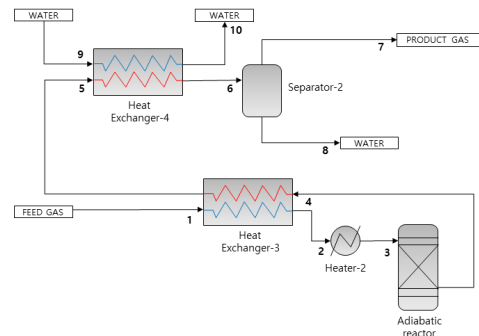 WATER
WATER
10
9
5
6
7
PRODUCT GAS
Heat
Exchanger-4
Separator-2
8
WATER
FEED GAS
1
4
Heat
Exchanger-3
2
Heater-2
3
Adiabatic
reactor